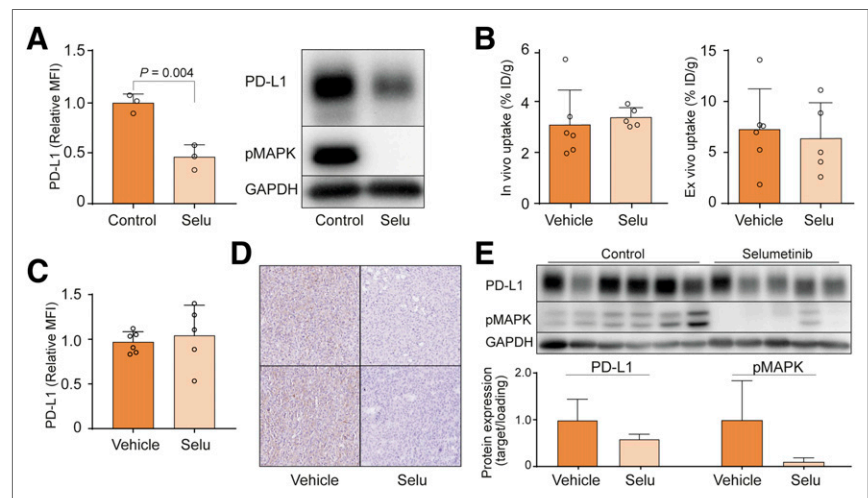 A
PD-L1 (Relative MFI)
1.5
1.0
0.5
0
P = 0.004
Control
Selu
PD-L1
pMAPK
GAPDH
Control
Selu
B
In vivo uptake (% ID/g)
6
4
2
0
Vehicle
Selu
Ex vivo uptake (% ID/g)
15
10
5
0
Vehicle
Selu
C
PD-L1 (Relative MFI)
1.5
1.0
0.5
0.0
Vehicle
Selu
D
Vehicle
Selu
E
Control
Selumetinib
PD-L1
pMAPK
GAPDH
Protein expression
(target/loading)
2.0
1.0
0
PD-L1
pMAPK
Vehicle
Selu
Vehicle
Selu